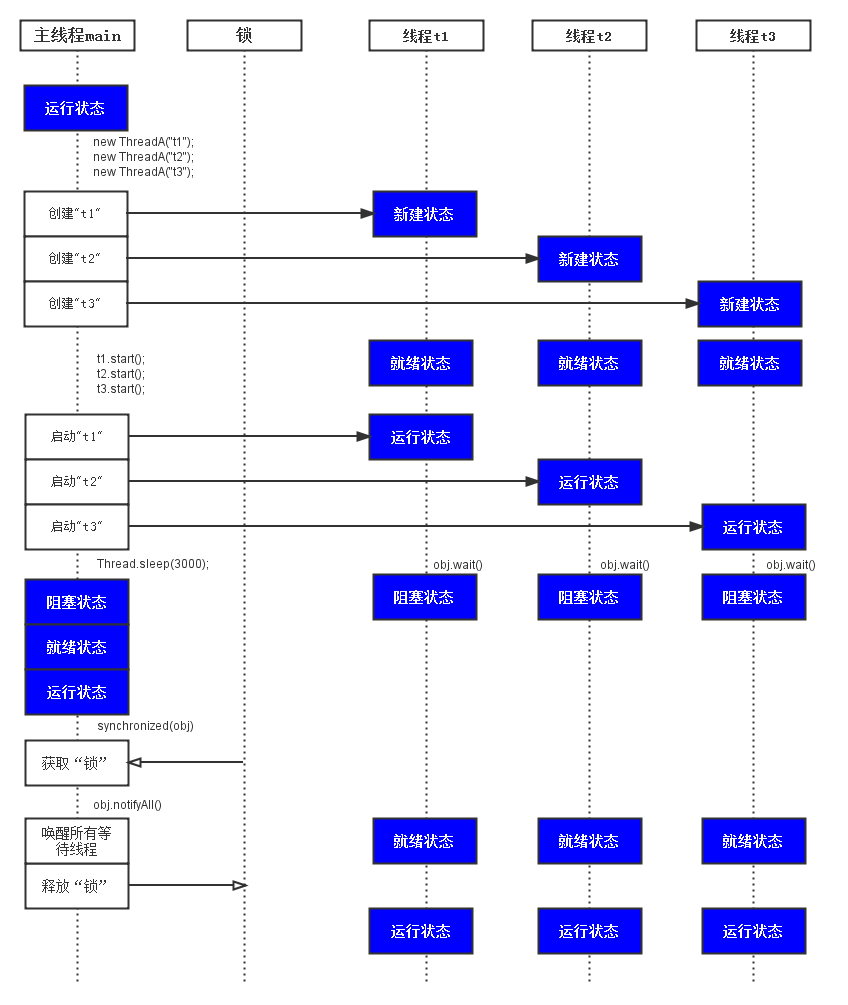 主线程main
锁
线程t1
线程t2
线程t3
运行状态
new ThreadA("t1");
new ThreadA("t2");
new ThreadA("t3");
创建"t1"
新建状态
创建"t2"
新建状态
创建"t3"
新建状态
t1.start();
t2.start();
t3.start();
就绪状态
就绪状态
就绪状态
启动"t1"
运行状态
启动"t2"
运行状态
启动"t3"
运行状态
Thread.sleep(3000);
obj.wait()
obj.wait()
obj.wait()
阻塞状态
阻塞状态
阻塞状态
阻塞状态
就绪状态
运行状态
synchronized(obj)
获取“锁”
obj.notifyAll()
唤醒所有等
待线程
就绪状态
就绪状态
就绪状态
释放“锁”
运行状态
运行状态
运行状态